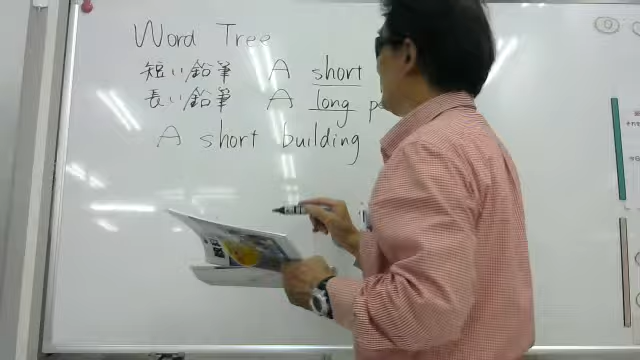 Word Tree
短い鉛筆 A short
長い鉛筆 A long
A short building